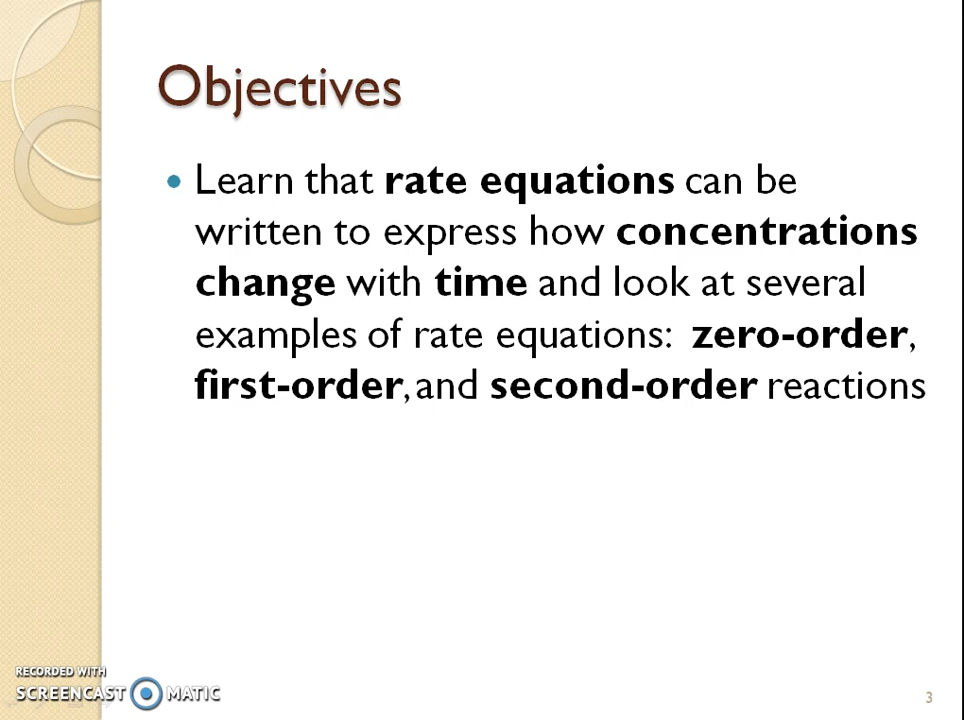 Objectives
• Learn that rate equations can be
written to express how concentrations
change with time and look at several
examples of rate equations: zero-order,
first-order, and second-order reactions
RECORDED WITH
SCREENCAST MATIC
3